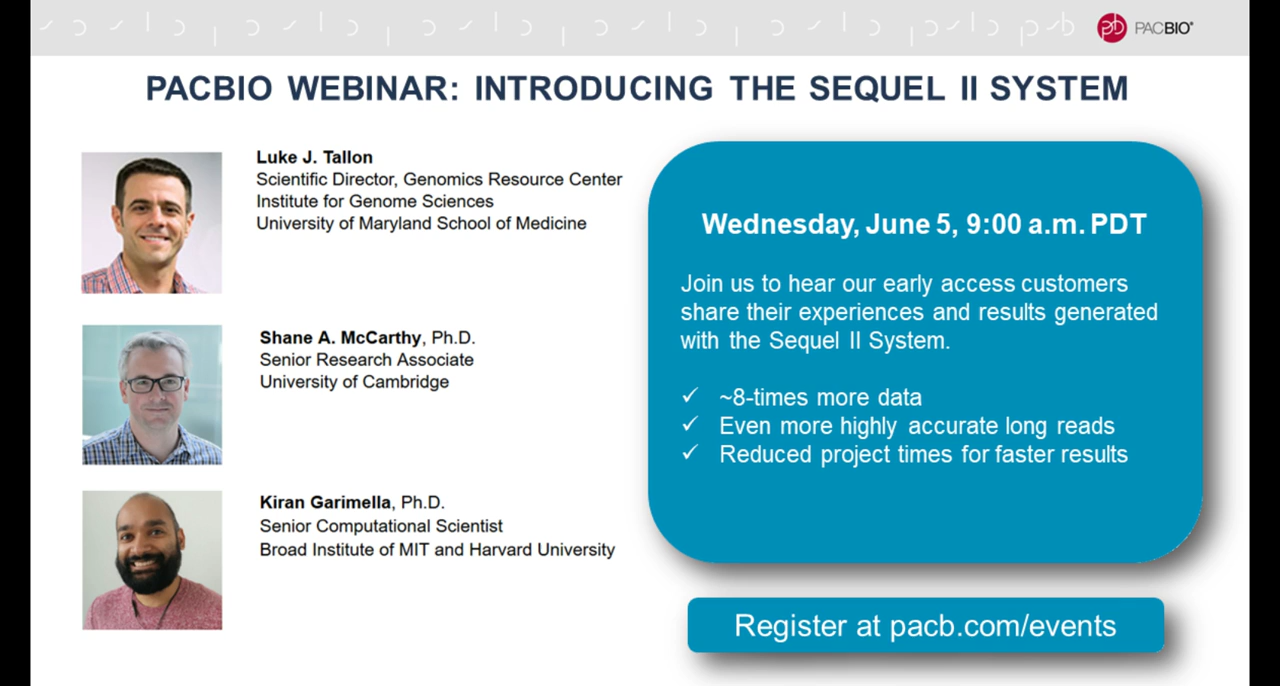 PACBIO®
PACBIO WEBINAR: INTRODUCING THE SEQUEL II SYSTEM
Luke J. Tallon
Scientific Director, Genomics Resource Center
Institute for Genome Sciences
University of Maryland School of Medicine
Shane A. McCarthy, Ph.D.
Senior Research Associate
University of Cambridge
Kiran Garimella, Ph.D.
Senior Computational Scientist
Broad Institute of MIT and Harvard University
Wednesday, June 5, 9:00 a.m. PDT
Join us to hear our early access customers
share their experiences and results generated
with the Sequel II System.
✓ ~8-times more data
✓ Even more highly accurate long reads
✓ Reduced project times for faster results
Register at pacb.com/events